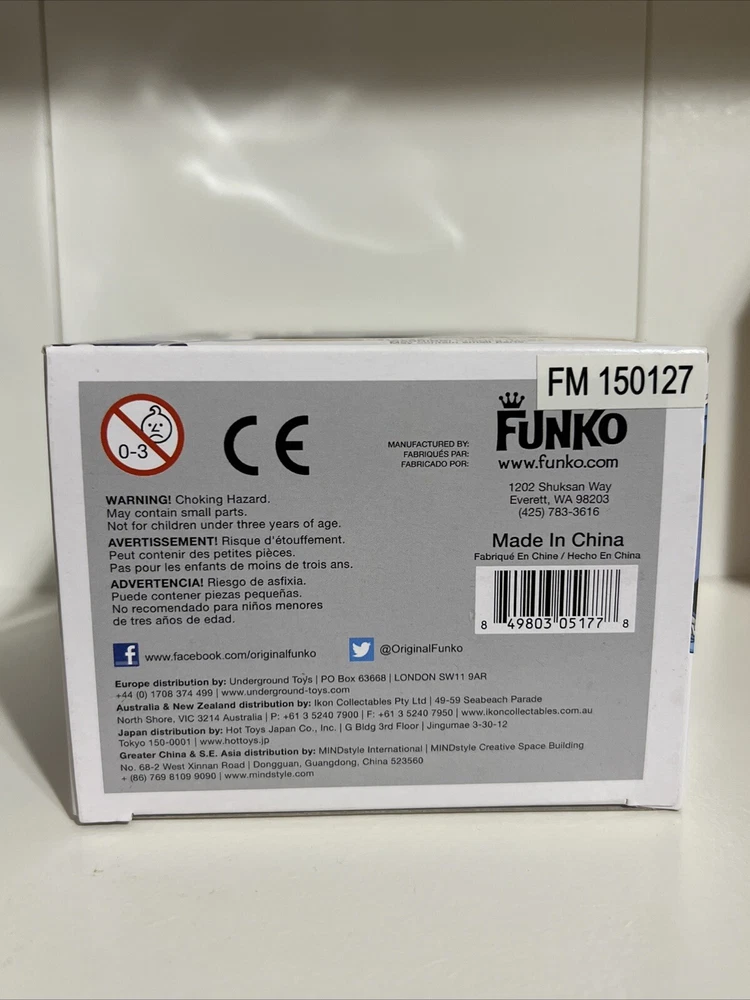 FM 150127
0-3
CE
MANUFACTURED BY:
FABRIQUÉS PAR:
FABRICADO POR:
FUNKO
www.funko.com
1202 Shuksan Way
Everett, WA 98203
(425) 783-3616
Made In China
Fabriqué En Chine / Hecho En China
8 49803 05177 8
WARNING! Choking Hazard.
May contain small parts.
Not for children under three years of age.
AVERTISSEMENT! Risque d'étouffement.
Peut contenir des petites pièces.
Pas pour les enfants de moins de trois ans.
ADVERTENCIA! Riesgo de asfixia.
Puede contener piezas pequeñas.
No recomendado para niños menores
de tres años de edad.
f www.facebook.com/originalfunko
@OriginalFunko
Europe distribution by: Underground Toys | PO Box 63668 | LONDON SW11 9AR
+44 (0) 1708 374 499 | www.underground-toys.com
Australia & New Zealand distribution by: Ikon Collectables Pty Ltd | 49-59 Seabeach Parade
North Shore, VIC 3214 Australia | P: +61 3 5240 7900 | F: +61 3 5240 7950 | www.ikoncollectables.com.au
Japan distribution by: Hot Toys Japan Co., Inc. | G Bldg 3rd Floor | Jingumae 3-30-12
Tokyo 150-0001 | www.hottoys.jp
Greater China & S.E. Asia distribution by: MINDstyle International | MINDstyle Creative Space Building
No. 68-2 West Xinnan Road | Dongguan, Guangdong, China 523560
+ (86) 769 8109 9090 | www.mindstyle.com